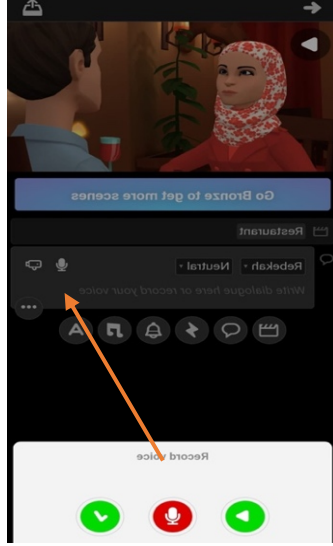 Go Bronze to get more scenes
Restaurant
Rebekah
Neutral
Write dialogue here or record your voice
A
Record voice